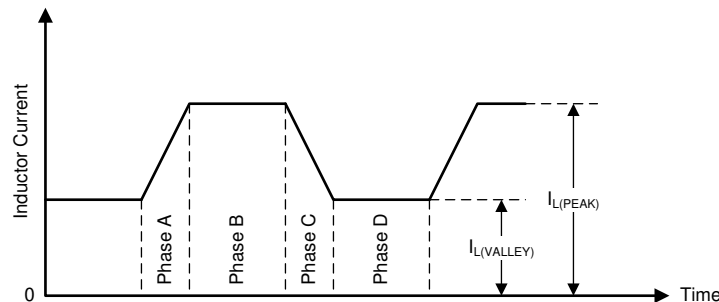 Inductor Current
Phase A
Phase B
Phase C
Phase D
I_L(PEAK)
I_L(VALLEY)
0
Time